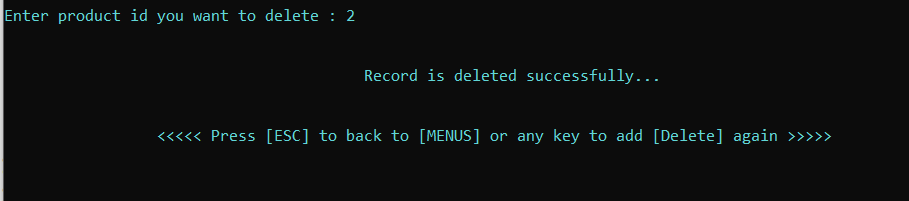 Enter product id you want to delete : 2
Record is deleted successfully...
<<<<< Press [ESC] to back to [MENUS] or any key to add [Delete] again >>>>>